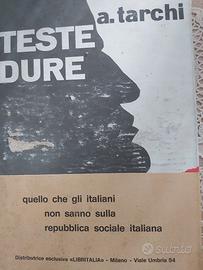 a. tarchi
TESTE
DURE
quello che gli italiani
non sanno sulla
repubblica sociale italiana
Distributrice esclusiva «LIBRITALIA» - Milano - Viale Umbria 54
subito